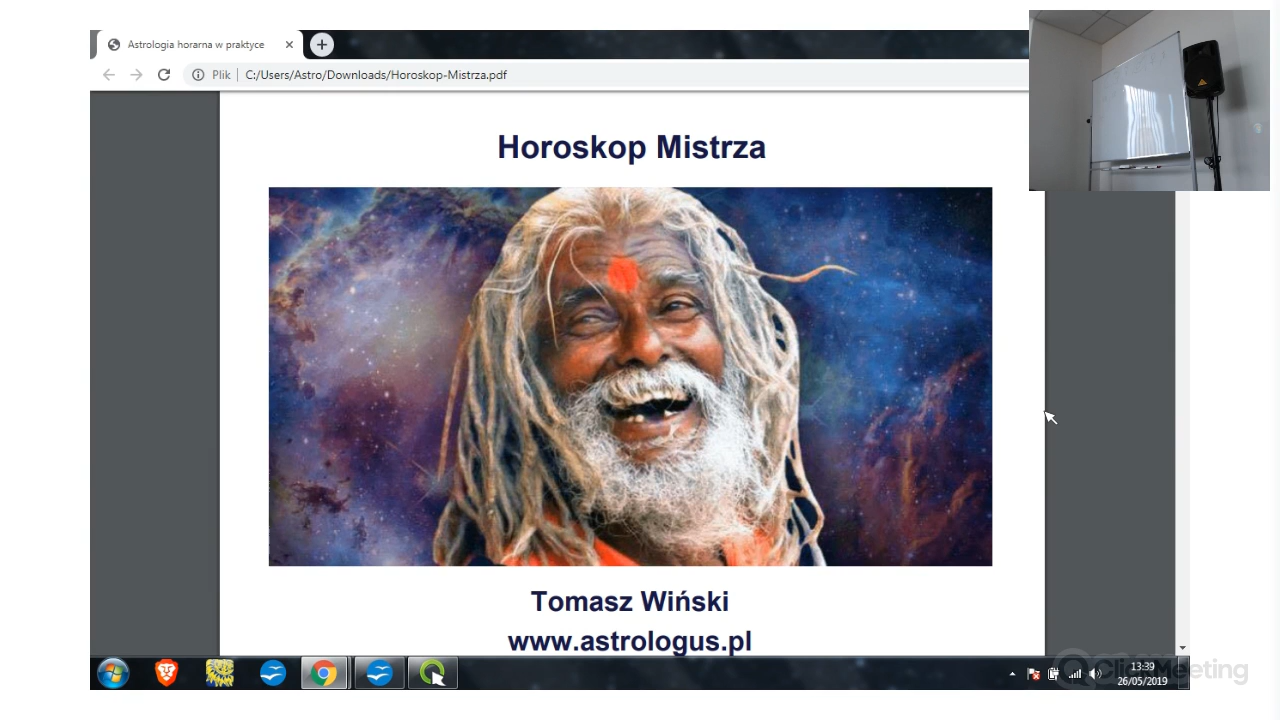 Astrologia horarna w praktyce
Plik
C:/Users/Astro/Downloads/Horoskop-Mistrza.pdf
Horoskop Mistrza
Tomasz Wiński
www.astrologus.pl
13:39
26/05/2019
ClickMeeting